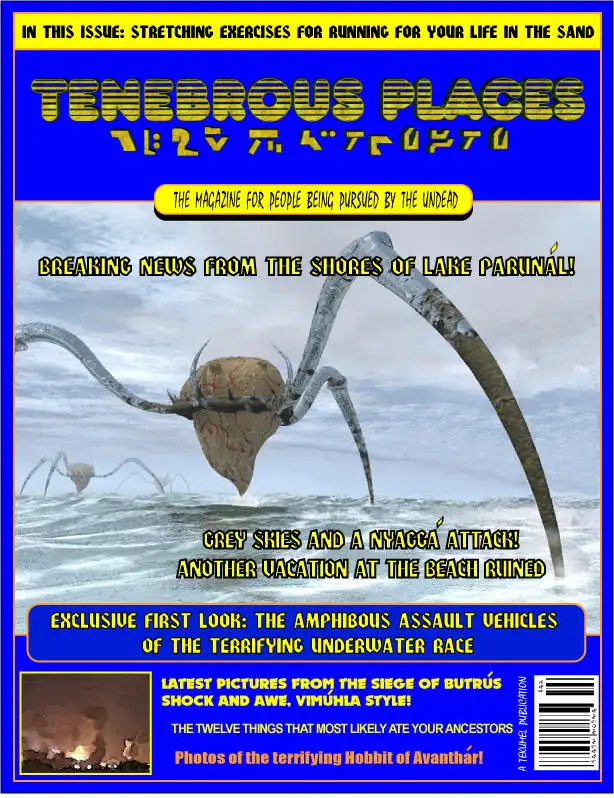 IN THIS ISSUE: STRETCHING EXERCISES FOR RUNNING FOR YOUR LIFE IN THE SAND
TENEBROUS PLACES
THE MAGAZINE FOR PEOPLE BEING PURSUED BY THE UNDEAD
BREAKING NEWS FROM THE SHORES OF LAKE PARUNÁL!
GREY SKIES AND A NYAGGÁ ATTACK!
ANOTHER VACATION AT THE BEACH RUINED
EXCLUSIVE FIRST LOOK: THE AMPHIBOUS ASSAULT VEHICLES
OF THE TERRIFYING UNDERWATER RACE
LATEST PICTURES FROM THE SIEGE OF BUTRÚS
SHOCK AND AWE, VIMÚHLA STYLE!
THE TWELVE THINGS THAT MOST LIKELY ATE YOUR ANCESTORS
Photos of the terrifying Hobbit of Avanthár!
A TEKUMEL PUBLICATION